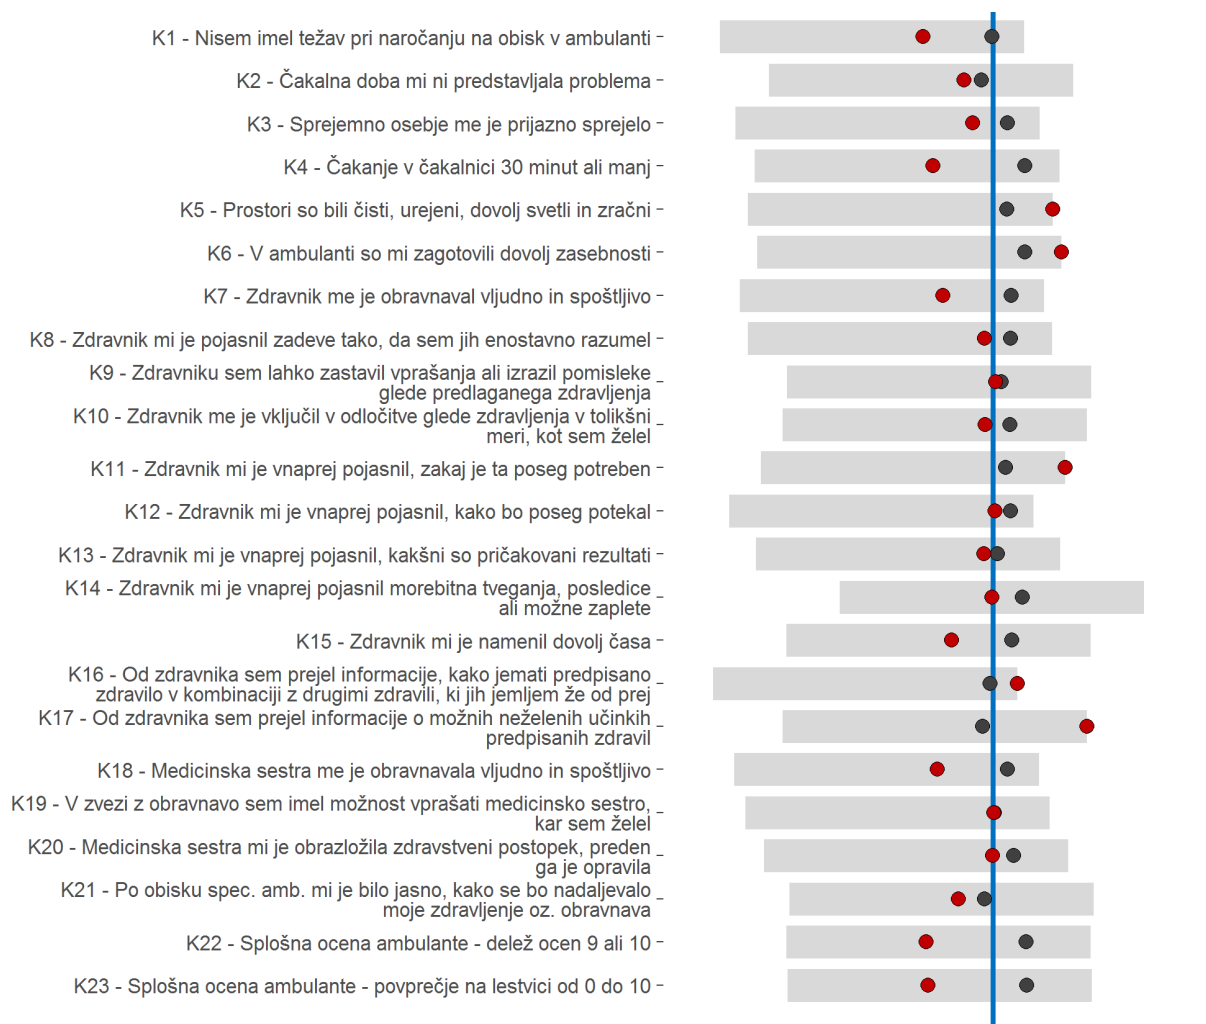 K1 - Nisem imel težav pri naročanju na obisk v ambulanti
K2 - Čakalna doba mi ni predstavljala problema
K3 - Sprejemno osebje me je prijazno sprejelo
K4 - Čakanje v čakalnici 30 minut ali manj
K5 - Prostori so bili čisti, urejeni, dovolj svetli in zračni
K6 - V ambulanti so mi zagotovili dovolj zasebnosti
K7 - Zdravnik me je obravnaval vljudno in spoštljivo
K8 - Zdravnik mi je pojasnil zadeve tako, da sem jih enostavno razumel
K9 - Zdravniku sem lahko zastavil vprašanja ali izrazil pomisleke
glede predlaganega zdravljenja
K10 - Zdravnik me je vključil v odločitve glede zdravljenja v tolikšni
meri, kot sem želel
K11 - Zdravnik mi je vnaprej pojasnil, zakaj je ta poseg potreben
K12 - Zdravnik mi je vnaprej pojasnil, kako bo poseg potekal
K13 - Zdravnik mi je vnaprej pojasnil, kakšni so pričakovani rezultati
K14 - Zdravnik mi je vnaprej pojasnil morebitna tveganja, posledice
ali možne zaplete
K15 - Zdravnik mi je namenil dovolj časa
K16 - Od zdravnika sem prejel informacije, kako jemati predpisano
zdravilo v kombinaciji z drugimi zdravili, ki jih jemljem že od prej
K17 - Od zdravnika sem prejel informacije o možnih neželenih učinkih
predpisanih zdravil
K18 - Medicinska sestra me je obravnavala vljudno in spoštljivo
K19 - V zvezi z obravnavo sem imel možnost vprašati medicinsko sestro,
kar sem želel
K20 - Medicinska sestra mi je obrazložila zdravstveni postopek, preden
ga je opravila
K21 - Po obisku spec. amb. mi je bilo jasno, kako se bo nadaljevalo
moje zdravljenje oz. obravnava
K22 - Splošna ocena ambulante - delež ocen 9 ali 10
K23 - Splošna ocena ambulante - povprečje na lestvici od 0 do 10